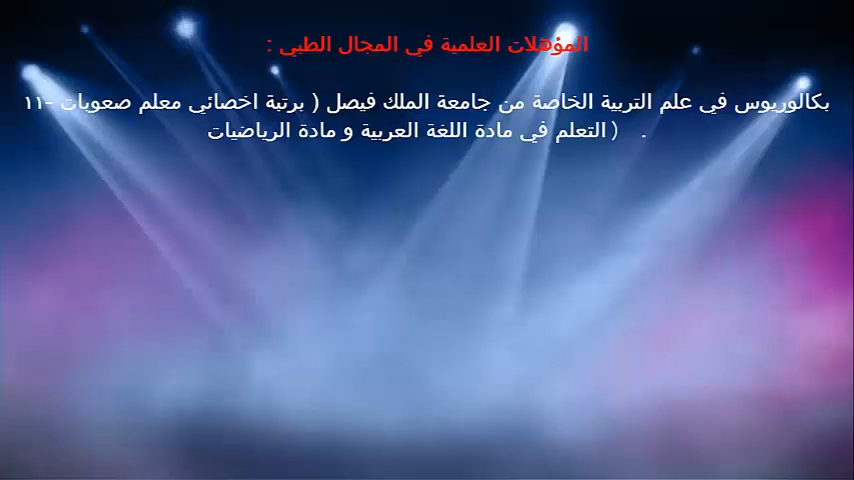 المؤهلات العلمية في المجال الطبي :
بكالوريوس في علم التربية الخاصة من جامعة الملك فيصل ( برتبة اخصائي معلم صعوبات -١١
التعلم في مادة اللغة العربية و مادة الرياضيات ) .